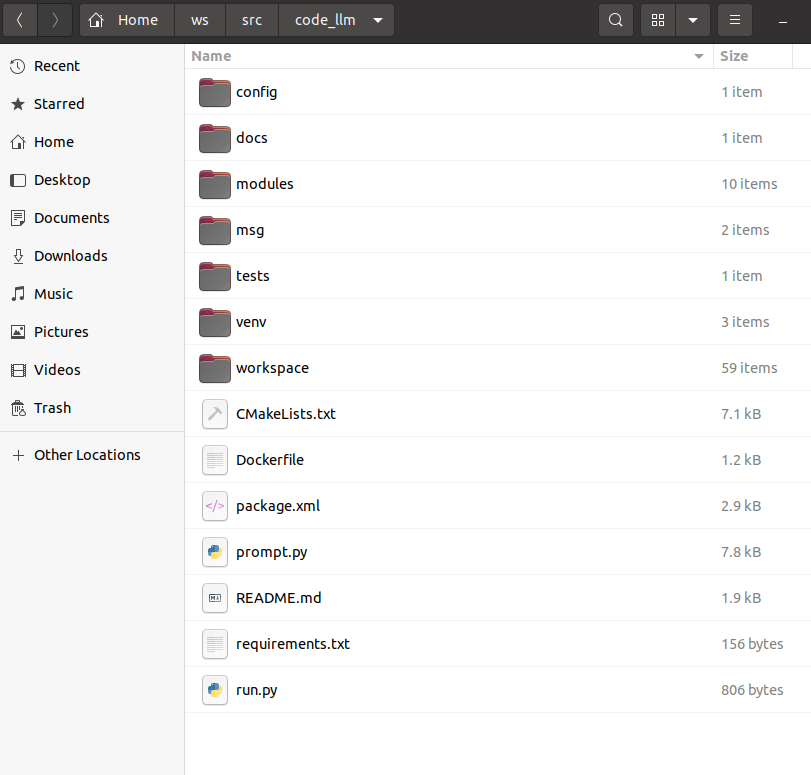 Home ws src code_llm
Name Size
Recent
Starred
Home
Desktop
Documents
Downloads
Music
Pictures
Videos
Trash
Other Locations
config 1 item
docs 1 item
modules 10 items
msg 2 items
tests 1 item
venv 3 items
workspace 59 items
CMakeLists.txt 7.1 kB
Dockerfile 1.2 kB
package.xml 2.9 kB
prompt.py 7.8 kB
README.md 1.9 kB
requirements.txt 156 bytes
run.py 806 bytes